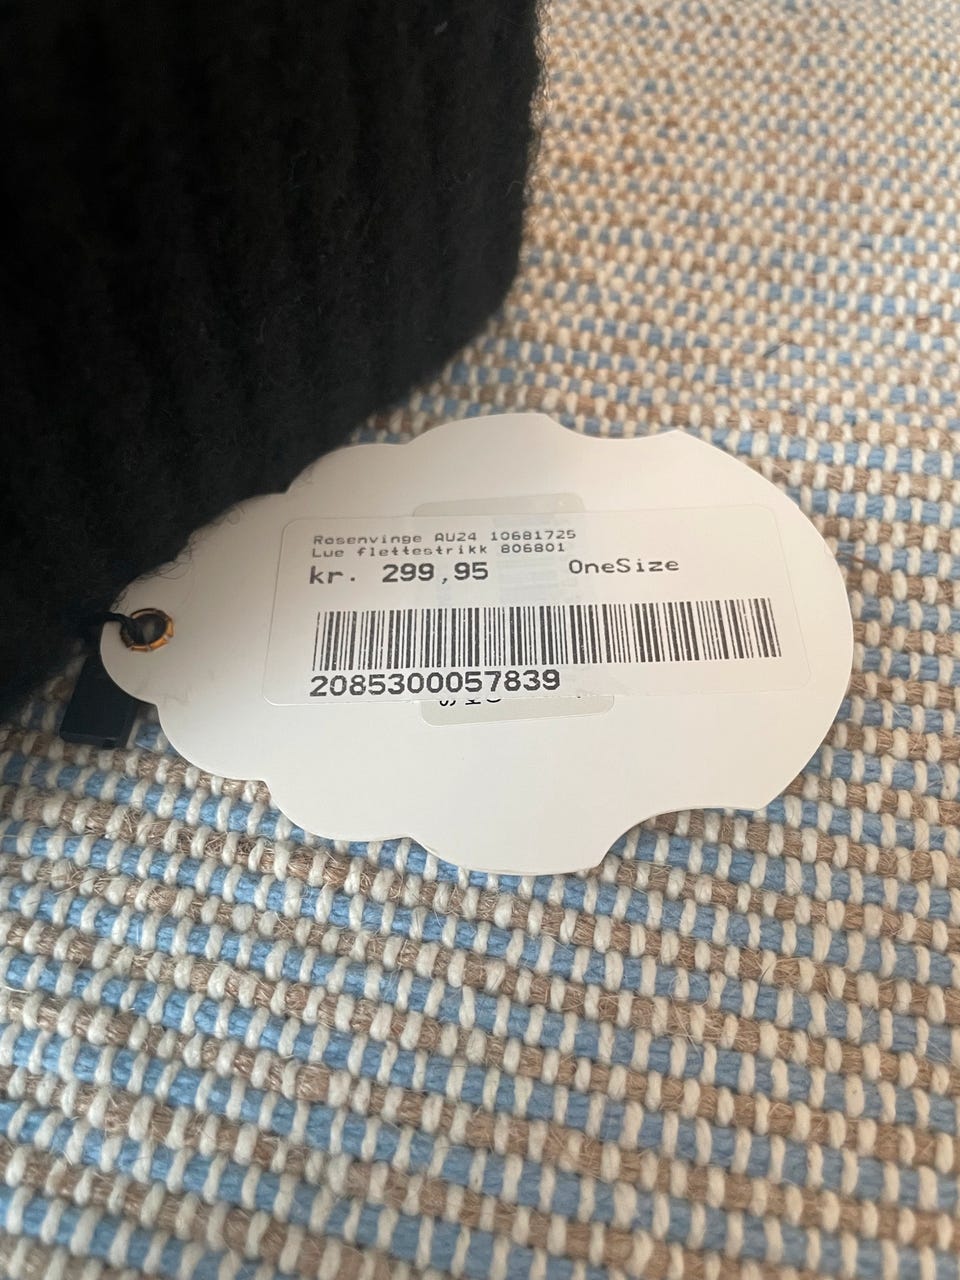 Rosenvinge AU24 10681725
Lue flettestrikk 806801
kr. 299,95 OneSize
2085300057839